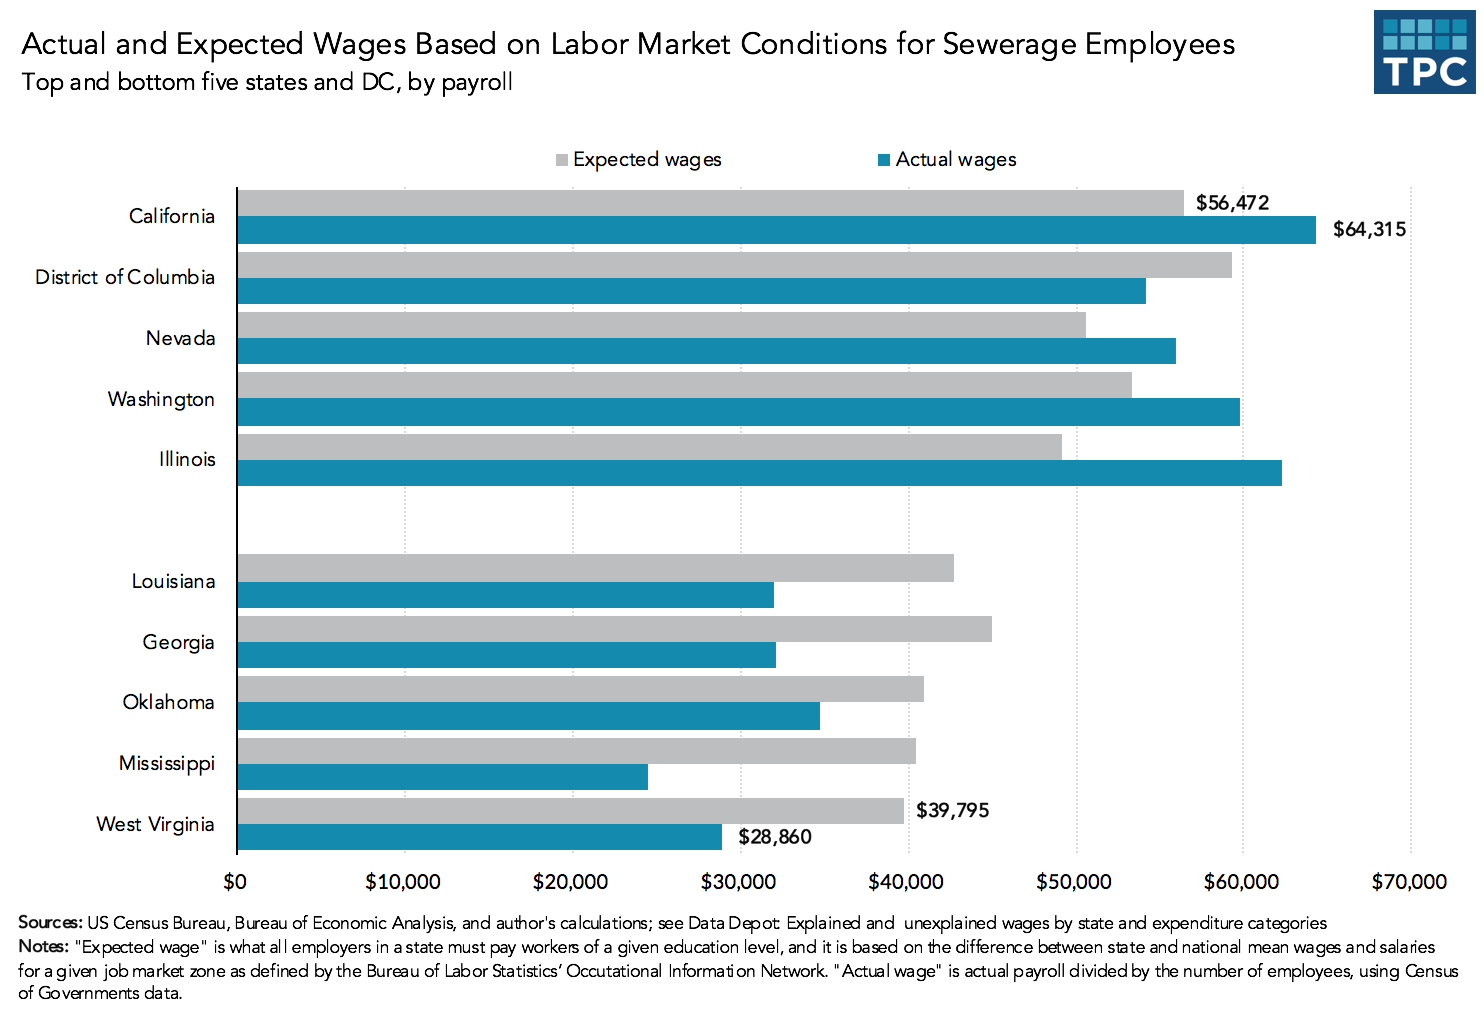 Actual and Expected Wages Based on Labor Market Conditions for Sewerage Employees
Top and bottom five states and DC, by payroll
TPC
Expected wages
Actual wages
California
$56,472
$64,315
District of Columbia
Nevada
Washington
Illinois
Louisiana
Georgia
Oklahoma
Mississippi
West Virginia
$39,795
$28,860
$0 $10,000 $20,000 $30,000 $40,000 $50,000 $60,000 $70,000
Sources: US Census Bureau, Bureau of Economic Analysis, and author's calculations; see Data Depot: Explained and unexplained wages by state and expenditure categories
Notes: "Expected wage" is what all employers in a state must pay workers of a given education level, and it is based on the difference between state and national mean wages and salaries
for a given job market zone as defined by the Bureau of Labor Statistics’ Occutational Information Network. "Actual wage" is actual payroll divided by the number of employees, using Census
of Governments data.